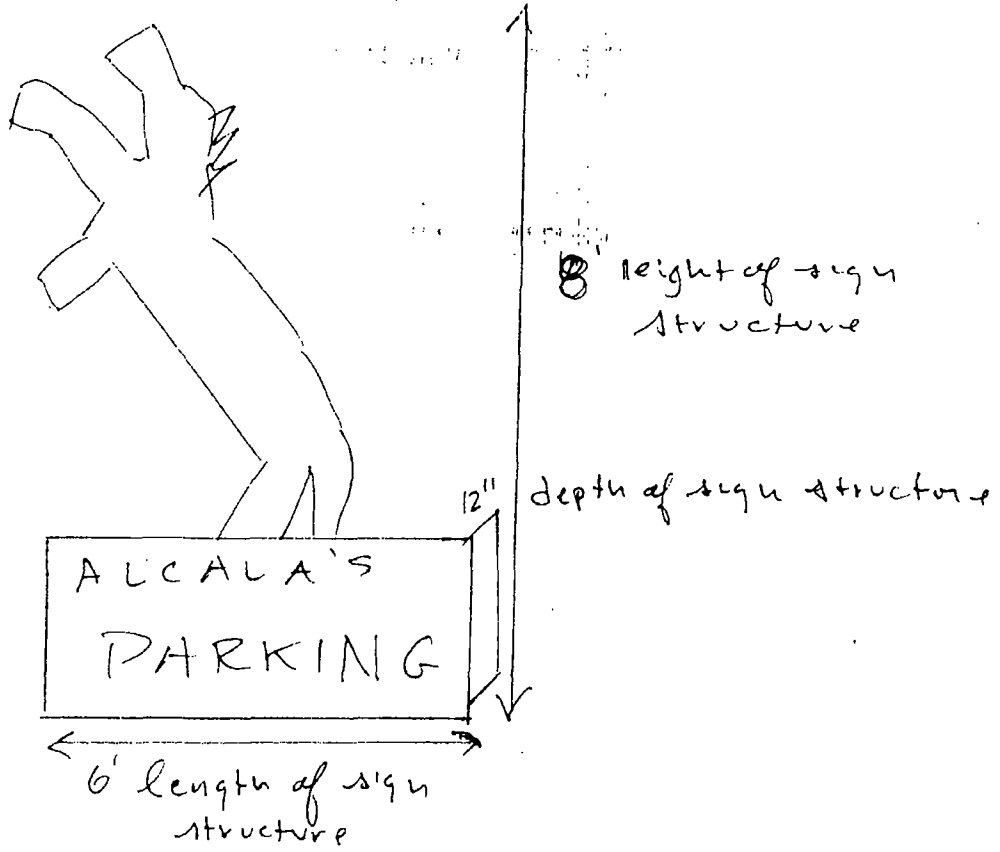 8' height of sign
structure
12" depth of sign structure
ALCALA'S
PARKING
6' length of sign
structure